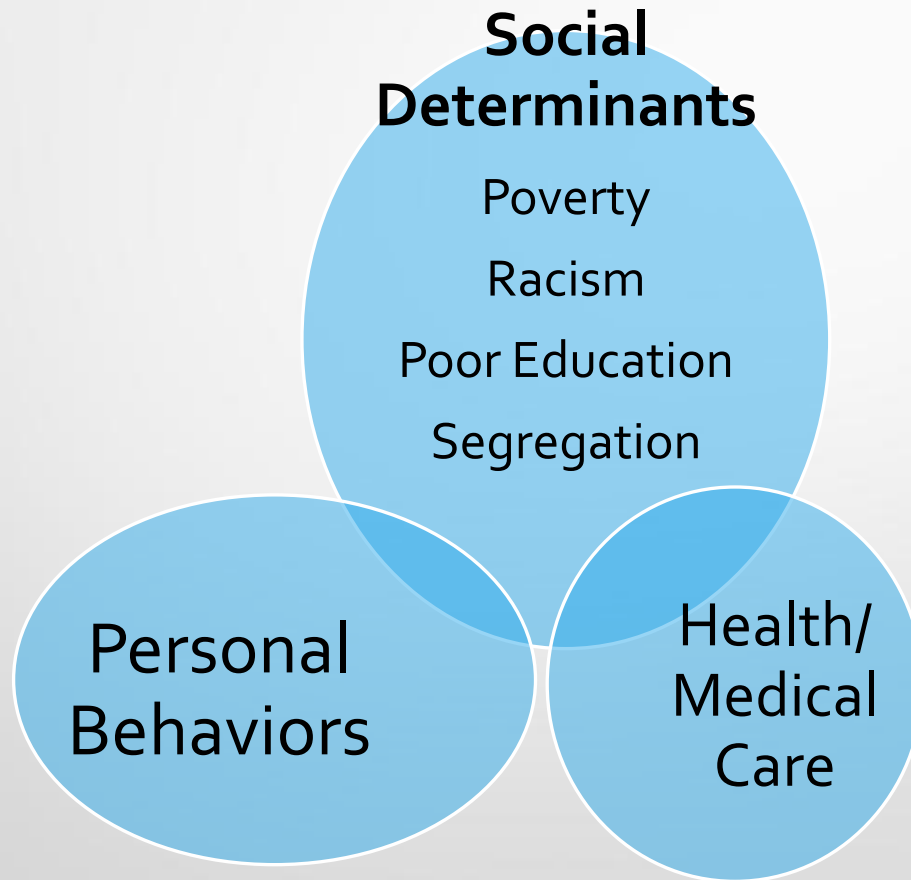 Social
Determinants
Poverty
Racism
Poor Education
Segregation
Personal
Behaviors
Health/
Medical
Care